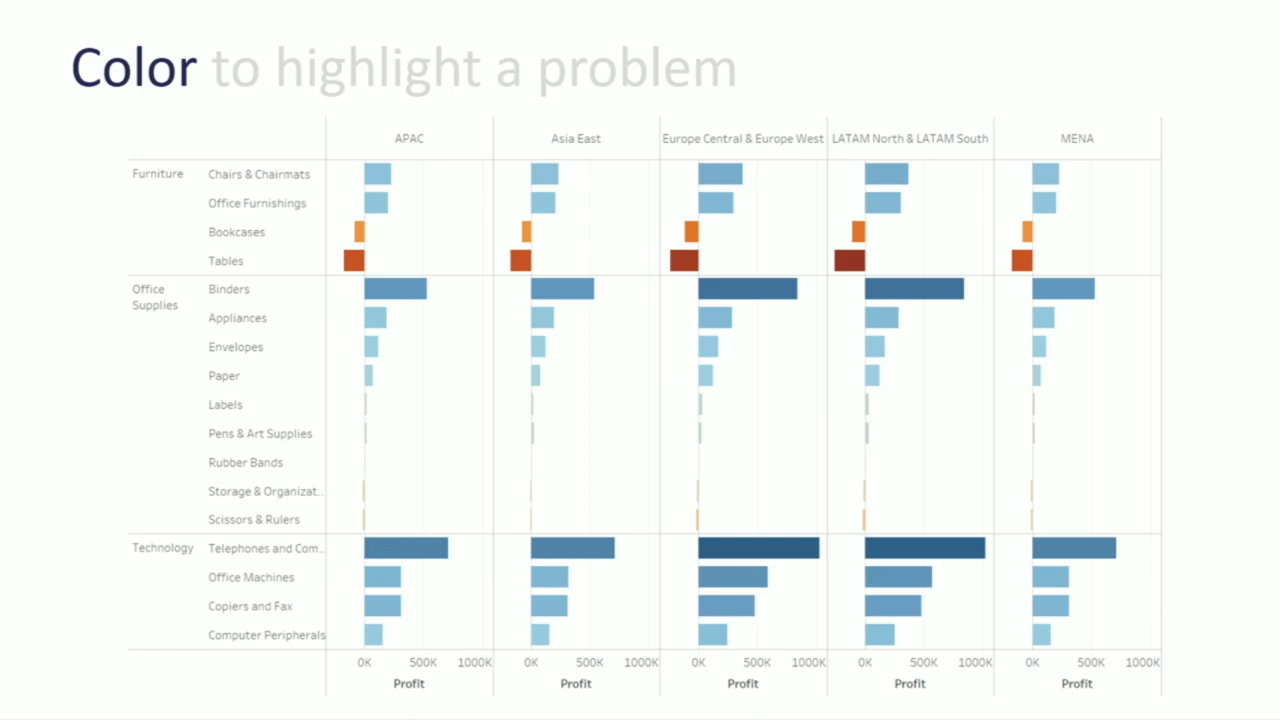 Color to highlight a problem
APAC Asia East Europe Central & Europe West LATAM North & LATAM South MENA
Furniture Chairs & Chairmats
Office Furnishings
Bookcases
Tables
Office Supplies Binders
Appliances
Envelopes
Paper
Labels
Pens & Art Supplies
Rubber Bands
Storage & Organizat..
Scissors & Rulers
Technology Telephones and Com..
Office Machines
Copiers and Fax
Computer Peripherals
0K 500K 1000K 0K 500K 1000K 0K 500K 1000K 0K 500K 1000K 0K 500K 1000K
Profit Profit Profit Profit Profit